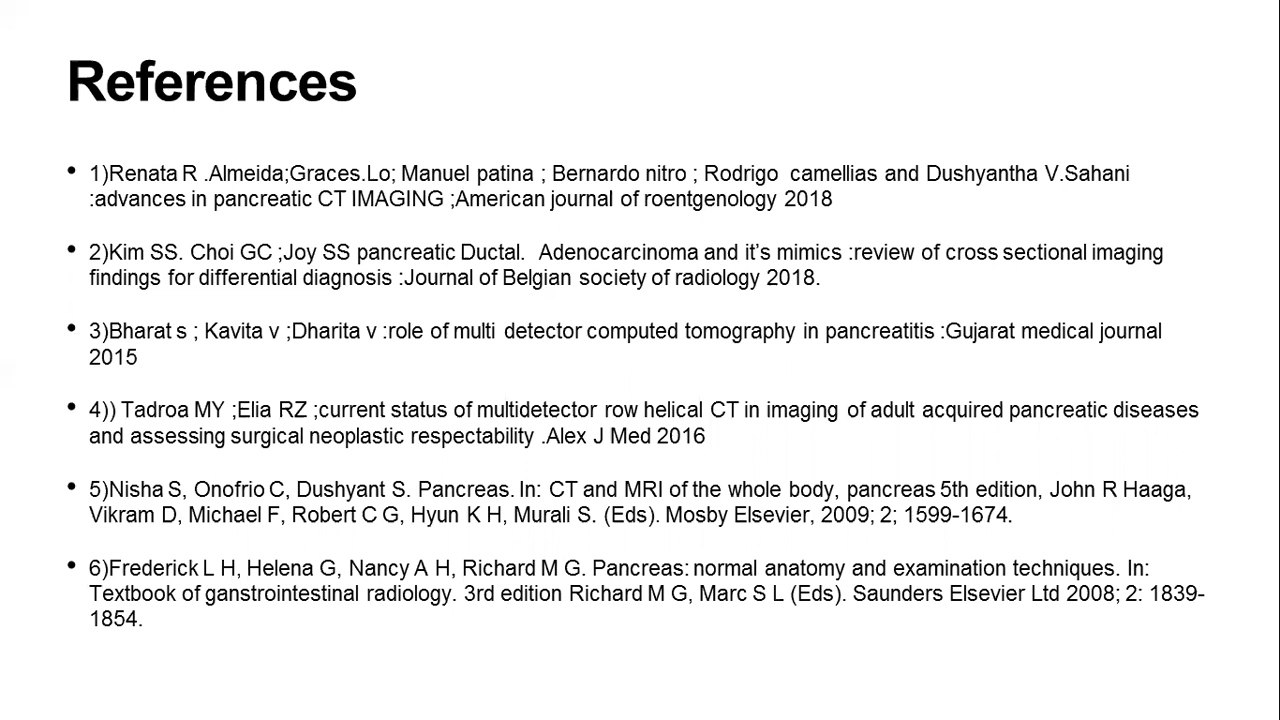 References
• 1)Renata R .Almeida;Graces.Lo; Manuel patina ; Bernardo nitro ; Rodrigo camellias and Dushyantha V.Sahani
:advances in pancreatic CT IMAGING ;American journal of roentgenology 2018
• 2)Kim SS. Choi GC ;Joy SS pancreatic Ductal. Adenocarcinoma and it's mimics :review of cross sectional imaging
findings for differential diagnosis :Journal of Belgian society of radiology 2018.
• 3)Bharat s ; Kavita v ;Dharita v :role of multi detector computed tomography in pancreatitis :Gujarat medical journal
2015
• 4)) Tadroa MY ;Elia RZ ;current status of multidetector row helical CT in imaging of adult acquired pancreatic diseases
and assessing surgical neoplastic respectability .Alex J Med 2016
• 5)Nisha S, Onofrio C, Dushyant S. Pancreas. In: CT and MRI of the whole body, pancreas 5th edition, John R Haaga,
Vikram D, Michael F, Robert C G, Hyun K H, Murali S. (Eds). Mosby Elsevier, 2009; 2; 1599-1674.
• 6)Frederick L H, Helena G, Nancy A H, Richard M G. Pancreas: normal anatomy and examination techniques. In:
Textbook of ganstrointestinal radiology. 3rd edition Richard M G, Marc S L (Eds). Saunders Elsevier Ltd 2008; 2: 1839-
1854.